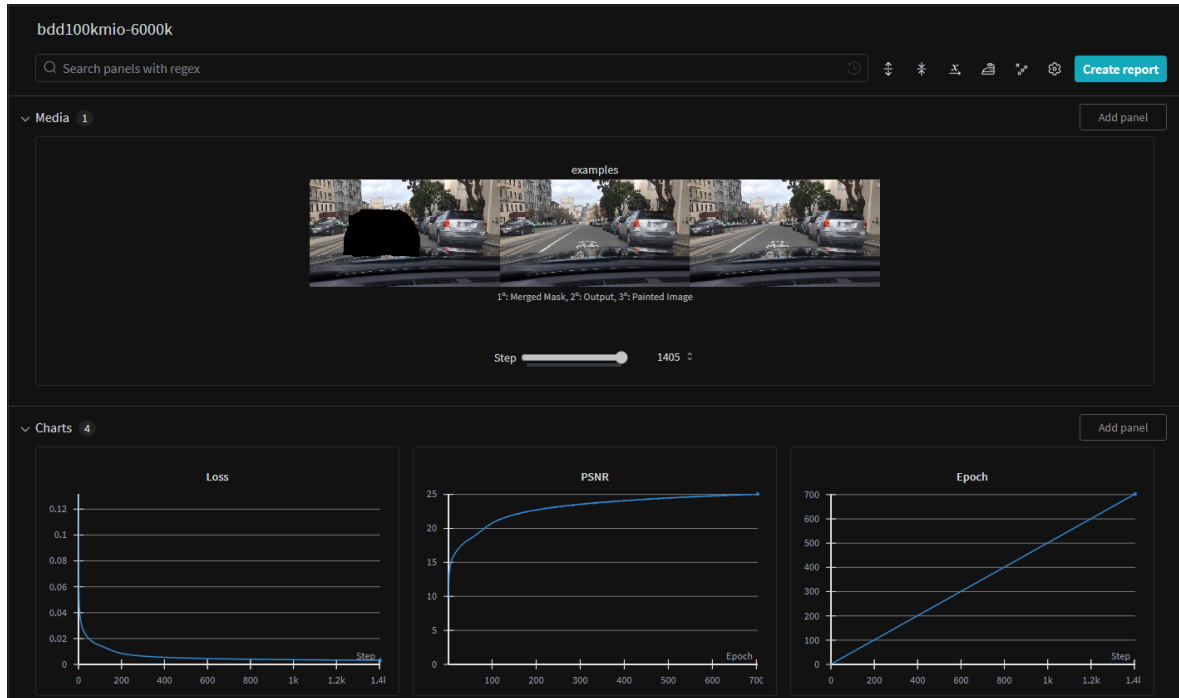 bdd100kmio-6000k
Search panels with regex
Create report
Media 1
Add panel
examples
1º: Merged Mask, 2º: Output, 3º: Painted Image
Step 1405
Charts 4
Add panel
Loss
0.12
0.1
0.08
0.06
0.04
0.02
0
Step
0 200 400 600 800 1k 1.2k
PSNR
25
20
15
10
5
0
Epoch
100 200 300 400 500 600 700
Epoch
700
600
500
400
300
200
100
0
Step
0 200 400 600 800 1k 1.2k